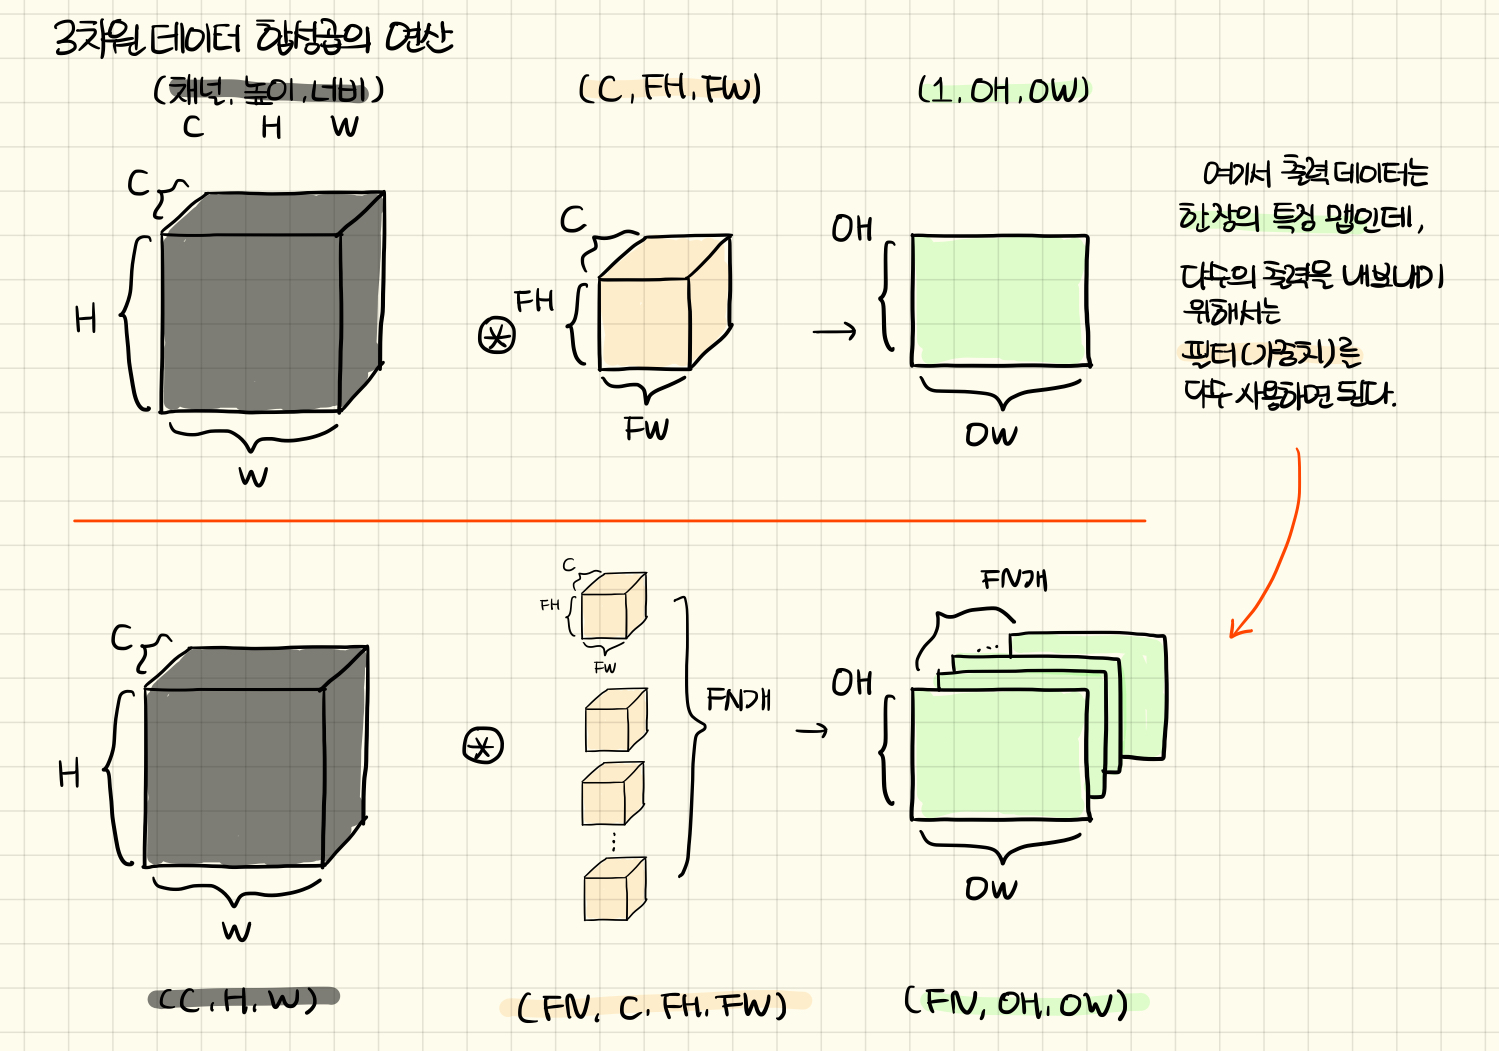 3차원 데이터 합성곱의 연산
(채널, 높이, 너비)
C H W
(C, FH, FW)
(1, OH, OW)
C
H
W
⊛
C
FH
FW
→
OH
OW
여기서 출력 데이터는
한 장의 특징 맵인데,
다수의 출력을 내보내기
위해서는
필터(가중치)를
다수 사용하면 된다.
C
H
W
⊛
C
FH
FW
⋮
FN개
→
FN개
...
OH
OW
(C, H, W)
(FN, C, FH, FW)
(FN, OH, OW)